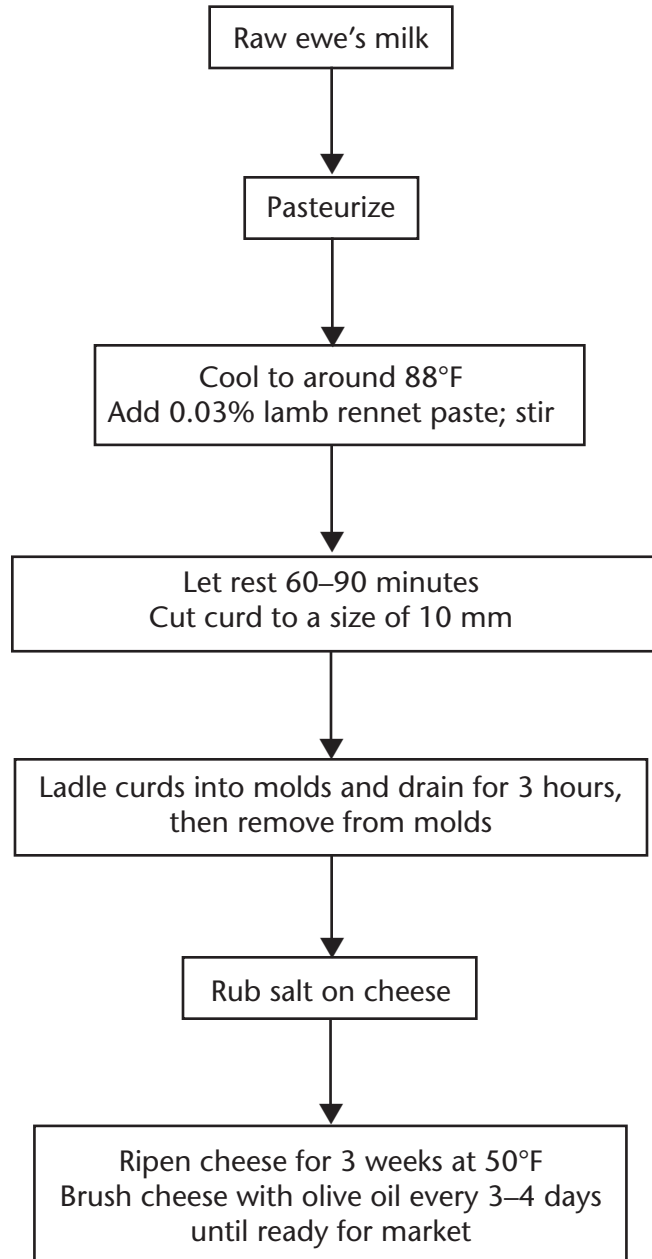 Raw ewe’s milk
Pasteurize
Cool to around 88°F
Add 0.03% lamb rennet paste; stir
Let rest 60–90 minutes
Cut curd to a size of 10 mm
Ladle curds into molds and drain for 3 hours,
then remove from molds
Rub salt on cheese
Ripen cheese for 3 weeks at 50°F
Brush cheese with olive oil every 3–4 days
until ready for market